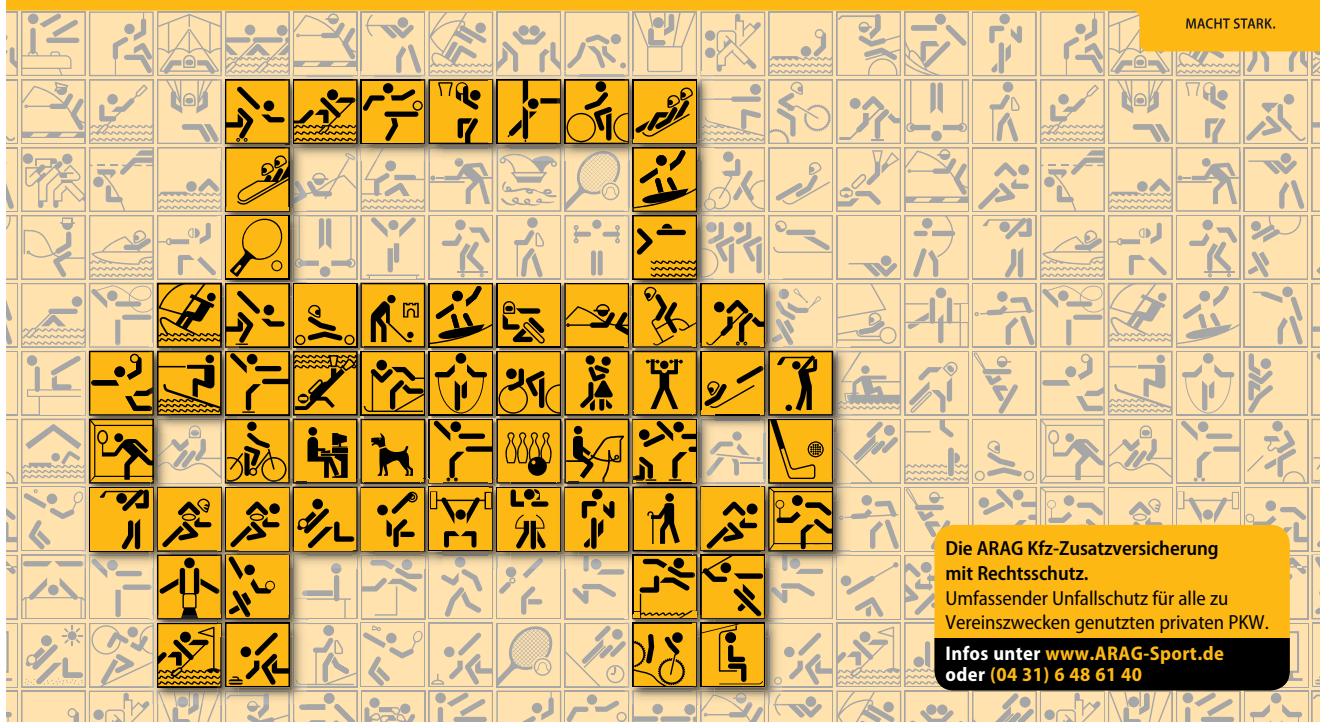 MACHT STARK.
Die ARAG Kfz-Zusatzversicherung
mit Rechtsschutz.
Umfassender Unfallschutz für alle zu
Vereinszwecken genutzten privaten PKW.
Infos unter www.ARAG-Sport.de
oder (04 31) 6 48 61 40